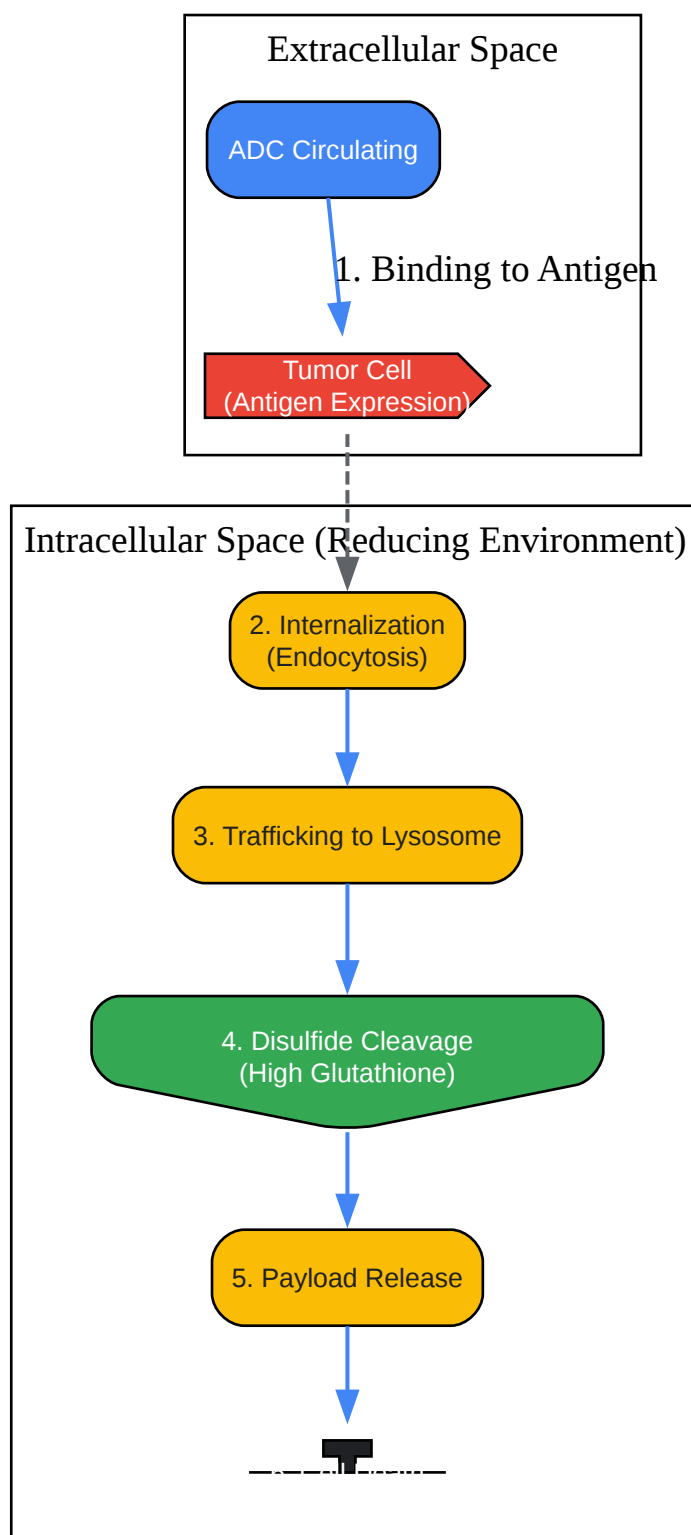 Extracellular Space
ADC Circulating
1. Binding to Antigen
Tumor Cell
(Antigen Expression)
Intracellular Space (Reducing Environment)
2. Internalization
(Endocytosis)
3. Trafficking to Lysosome
4. Disulfide Cleavage
(High Glutathione)
5. Payload Release